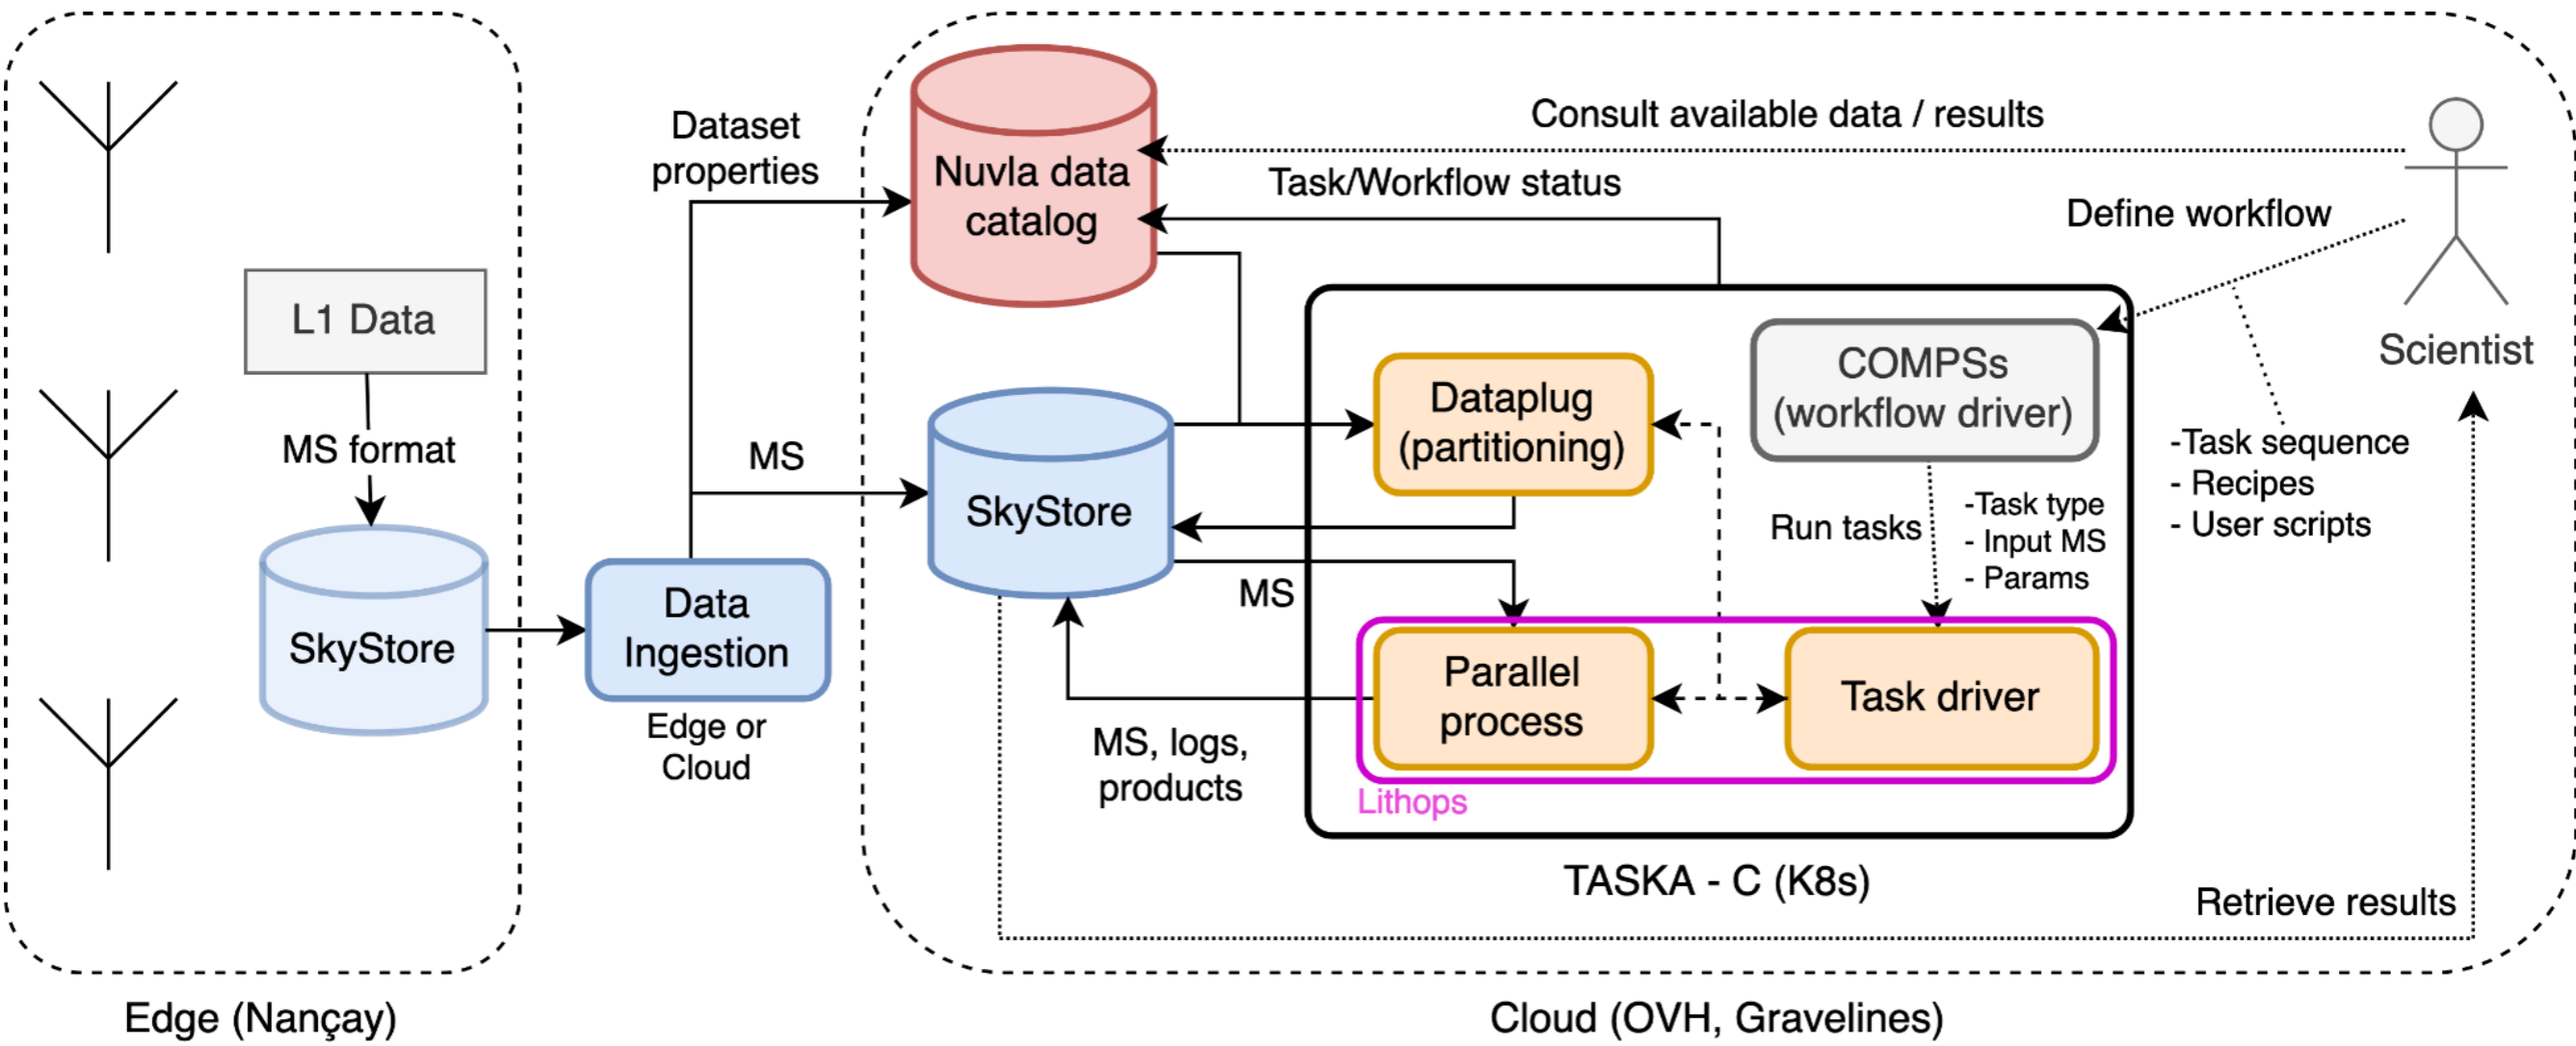 L1 Data
MS format
SkyStore
Edge (Nançay)
Data
Ingestion
Edge or
Cloud
Dataset
properties
MS
Nuvla data
catalog
SkyStore
Consult available data / results
Task/Workflow status
Define workflow
Scientist
-Task sequence
- Recipes
- User scripts
Dataplug
(partitioning)
COMPSs
(workflow driver)
Run tasks
-Task type
- Input MS
- Params
MS
Parallel
process
Task driver
Lithops
MS, logs,
products
TASKA - C (K8s)
Retrieve results
Cloud (OVH, Gravelines)